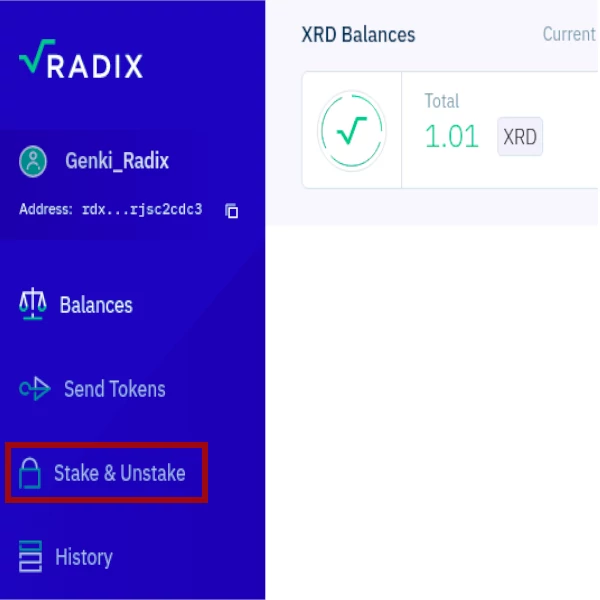 RADIX
Genki_Radix
Address: rdx...rjsc2cdc3
Balances
Send Tokens
Stake & Unstake
History
XRD Balances
Current
Total
1.01 XRD